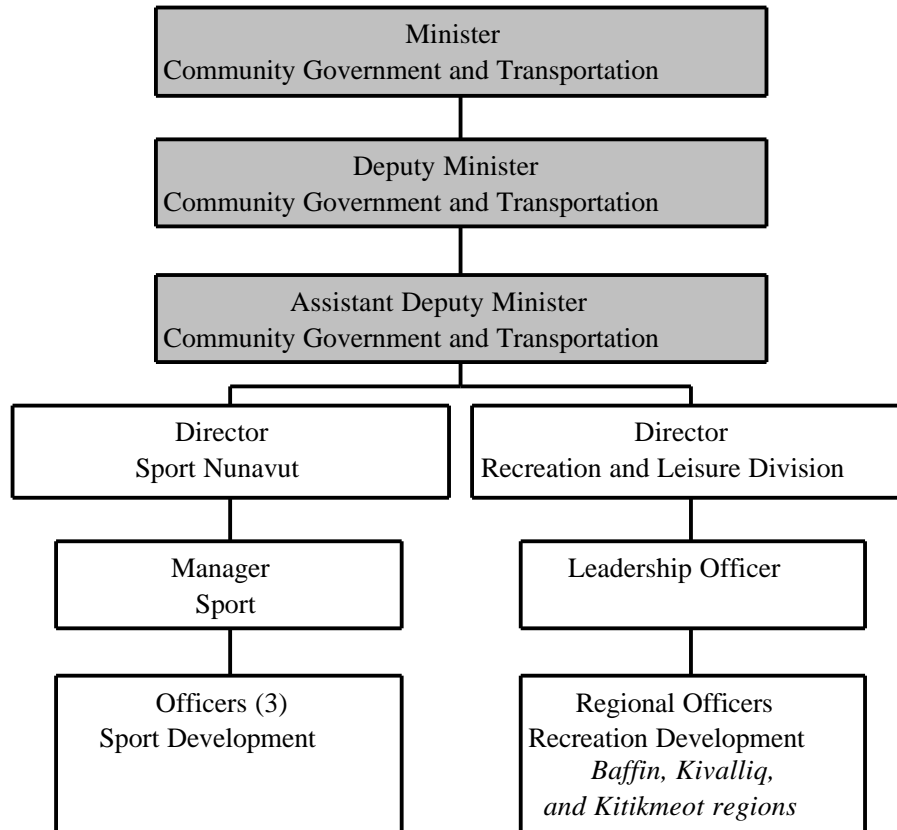 Minister
Community Government and Transportation
Deputy Minister
Community Government and Transportation
Assistant Deputy Minister
Community Government and Transportation
Director
Sport Nunavut
Director
Recreation and Leisure Division
Manager
Sport
Leadership Officer
Officers (3)
Sport Development
Regional Officers
Recreation Development
Baffin, Kivalliq,
and Kitikmeot regions